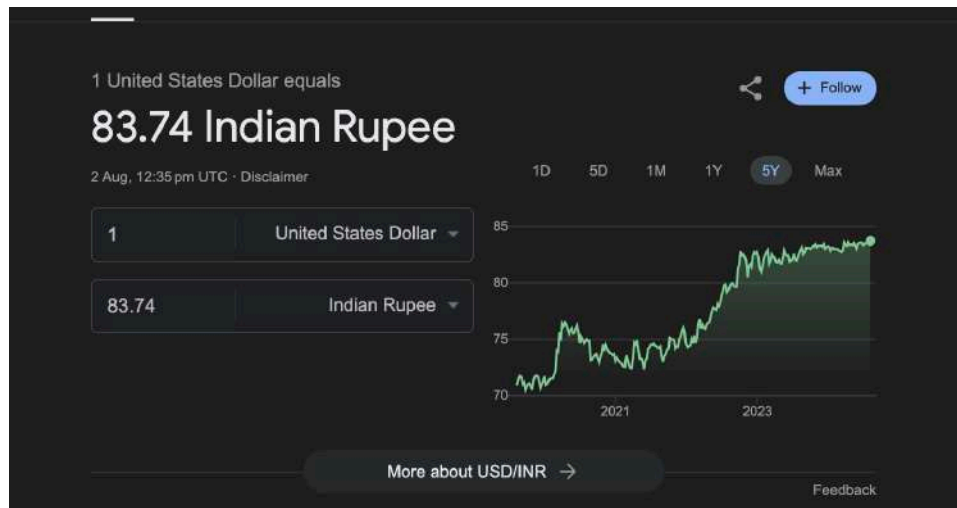 1 United States Dollar equals
83.74 Indian Rupee
2 Aug, 12:35 pm UTC · Disclaimer
+ Follow
1D 5D 1M 1Y 5Y Max
1 United States Dollar
83.74 Indian Rupee
85
80
75
70
2021 2023
More about USD/INR →
Feedback